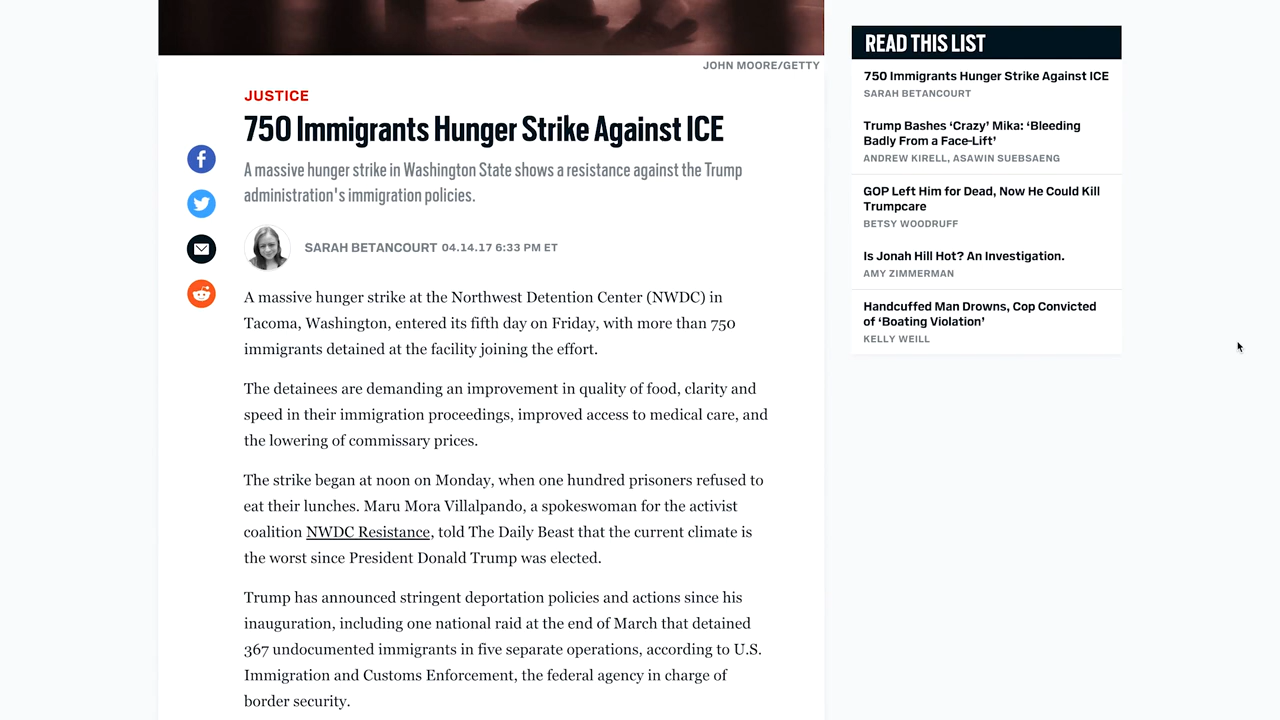 JOHN MOORE/GETTY
JUSTICE
750 Immigrants Hunger Strike Against ICE
A massive hunger strike in Washington State shows a resistance against the Trump
administration's immigration policies.
SARAH BETANCOURT 04.14.17 6:33 PM ET
A massive hunger strike at the Northwest Detention Center (NWDC) in
Tacoma, Washington, entered its fifth day on Friday, with more than 750
immigrants detained at the facility joining the effort.
The detainees are demanding an improvement in quality of food, clarity and
speed in their immigration proceedings, improved access to medical care, and
the lowering of commissary prices.
The strike began at noon on Monday, when one hundred prisoners refused to
eat their lunches. Maru Mora Villalpando, a spokeswoman for the activist
coalition NWDC Resistance, told The Daily Beast that the current climate is
the worst since President Donald Trump was elected.
Trump has announced stringent deportation policies and actions since his
inauguration, including one national raid at the end of March that detained
367 undocumented immigrants in five separate operations, according to U.S.
Immigration and Customs Enforcement, the federal agency in charge of
border security.
READ THIS LIST
750 Immigrants Hunger Strike Against ICE
SARAH BETANCOURT
Trump Bashes ‘Crazy’ Mika: ‘Bleeding
Badly From a Face-Lift’
ANDREW KIRELL, ASAWIN SUEBSAENG
GOP Left Him for Dead, Now He Could Kill
Trumpcare
BETSY WOODRUFF
Is Jonah Hill Hot? An Investigation.
AMY ZIMMERMAN
Handcuffed Man Drowns, Cop Convicted
of ‘Boating Violation’
KELLY WEILL